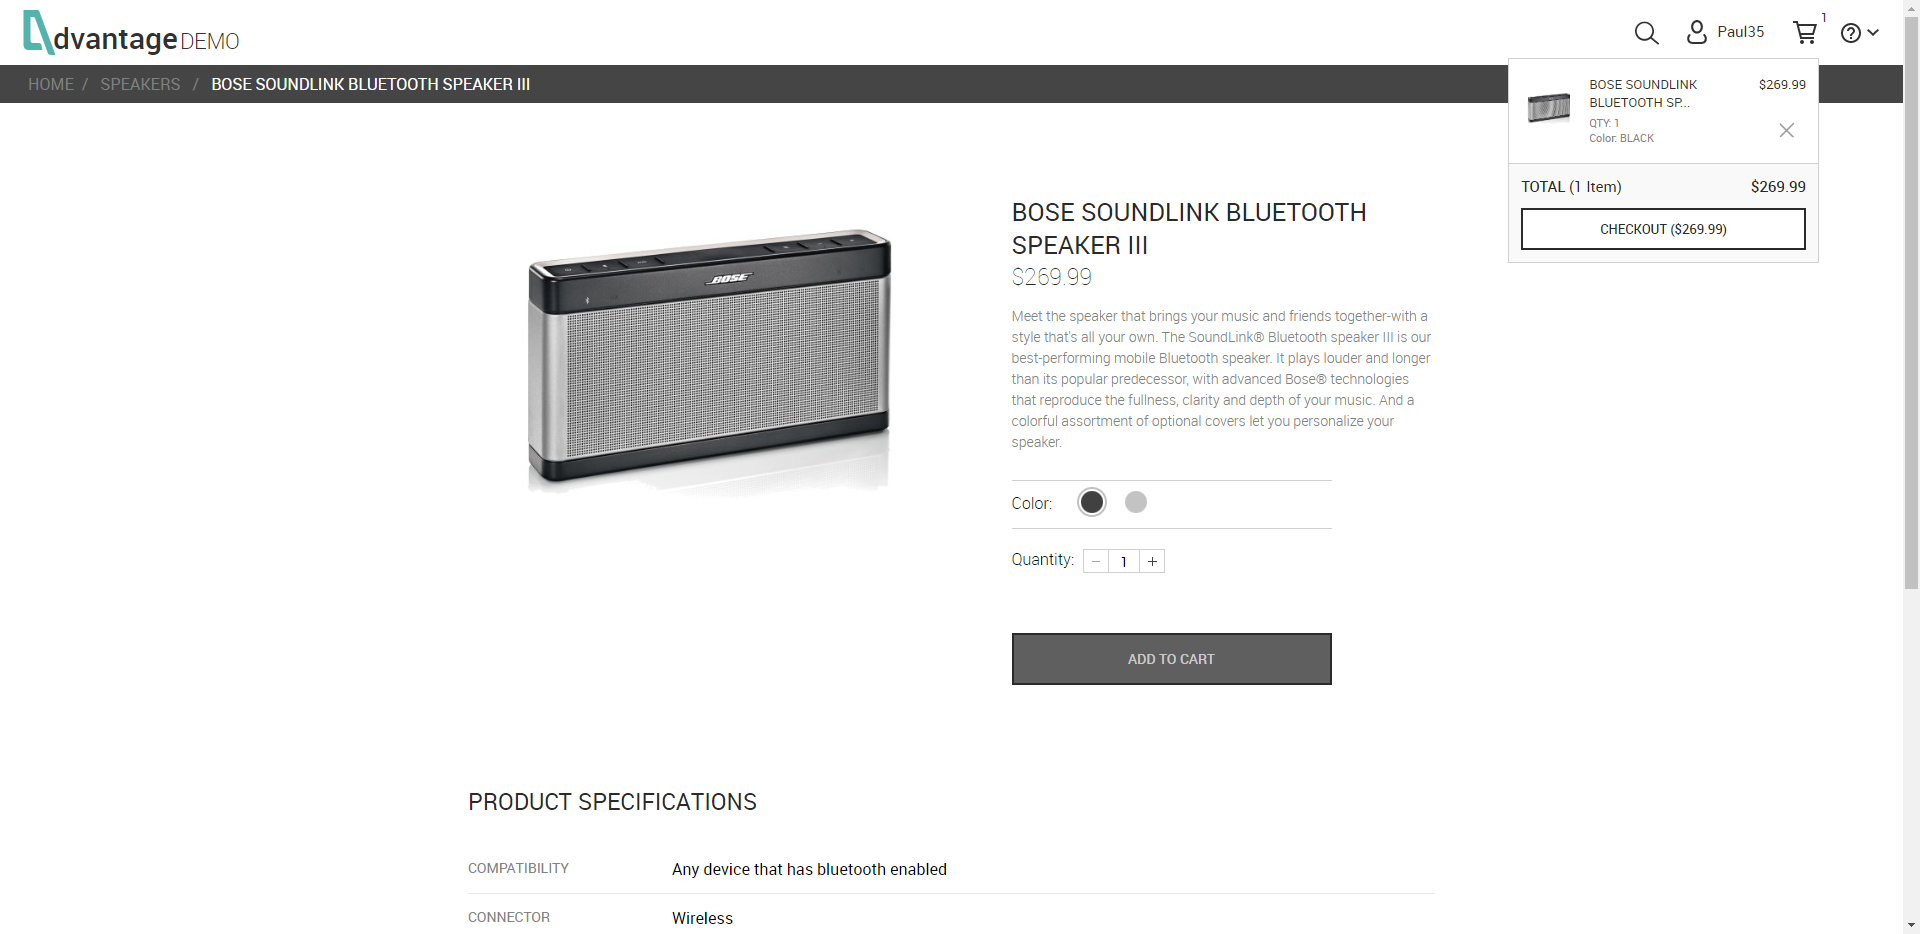 dvantage DEMO
Paul35
1
HOME / SPEAKERS / BOSE SOUNDLINK BLUETOOTH SPEAKER III
BOSE SOUNDLINK
BLUETOOTH SP...
$269.99
QTY: 1
Color: BLACK
TOTAL (1 Item) $269.99
CHECKOUT ($269.99)
BOSE
BOSE SOUNDLINK BLUETOOTH
SPEAKER III
$269.99
Meet the speaker that brings your music and friends together-with a
style that's all your own. The SoundLink® Bluetooth speaker III is our
best-performing mobile Bluetooth speaker. It plays louder and longer
than its popular predecessor, with advanced Bose® technologies
that reproduce the fullness, clarity and depth of your music. And a
colorful assortment of optional covers let you personalize your
speaker.
Color:
Quantity: − 1 +
ADD TO CART
PRODUCT SPECIFICATIONS
COMPATIBILITY Any device that has bluetooth enabled
CONNECTOR Wireless